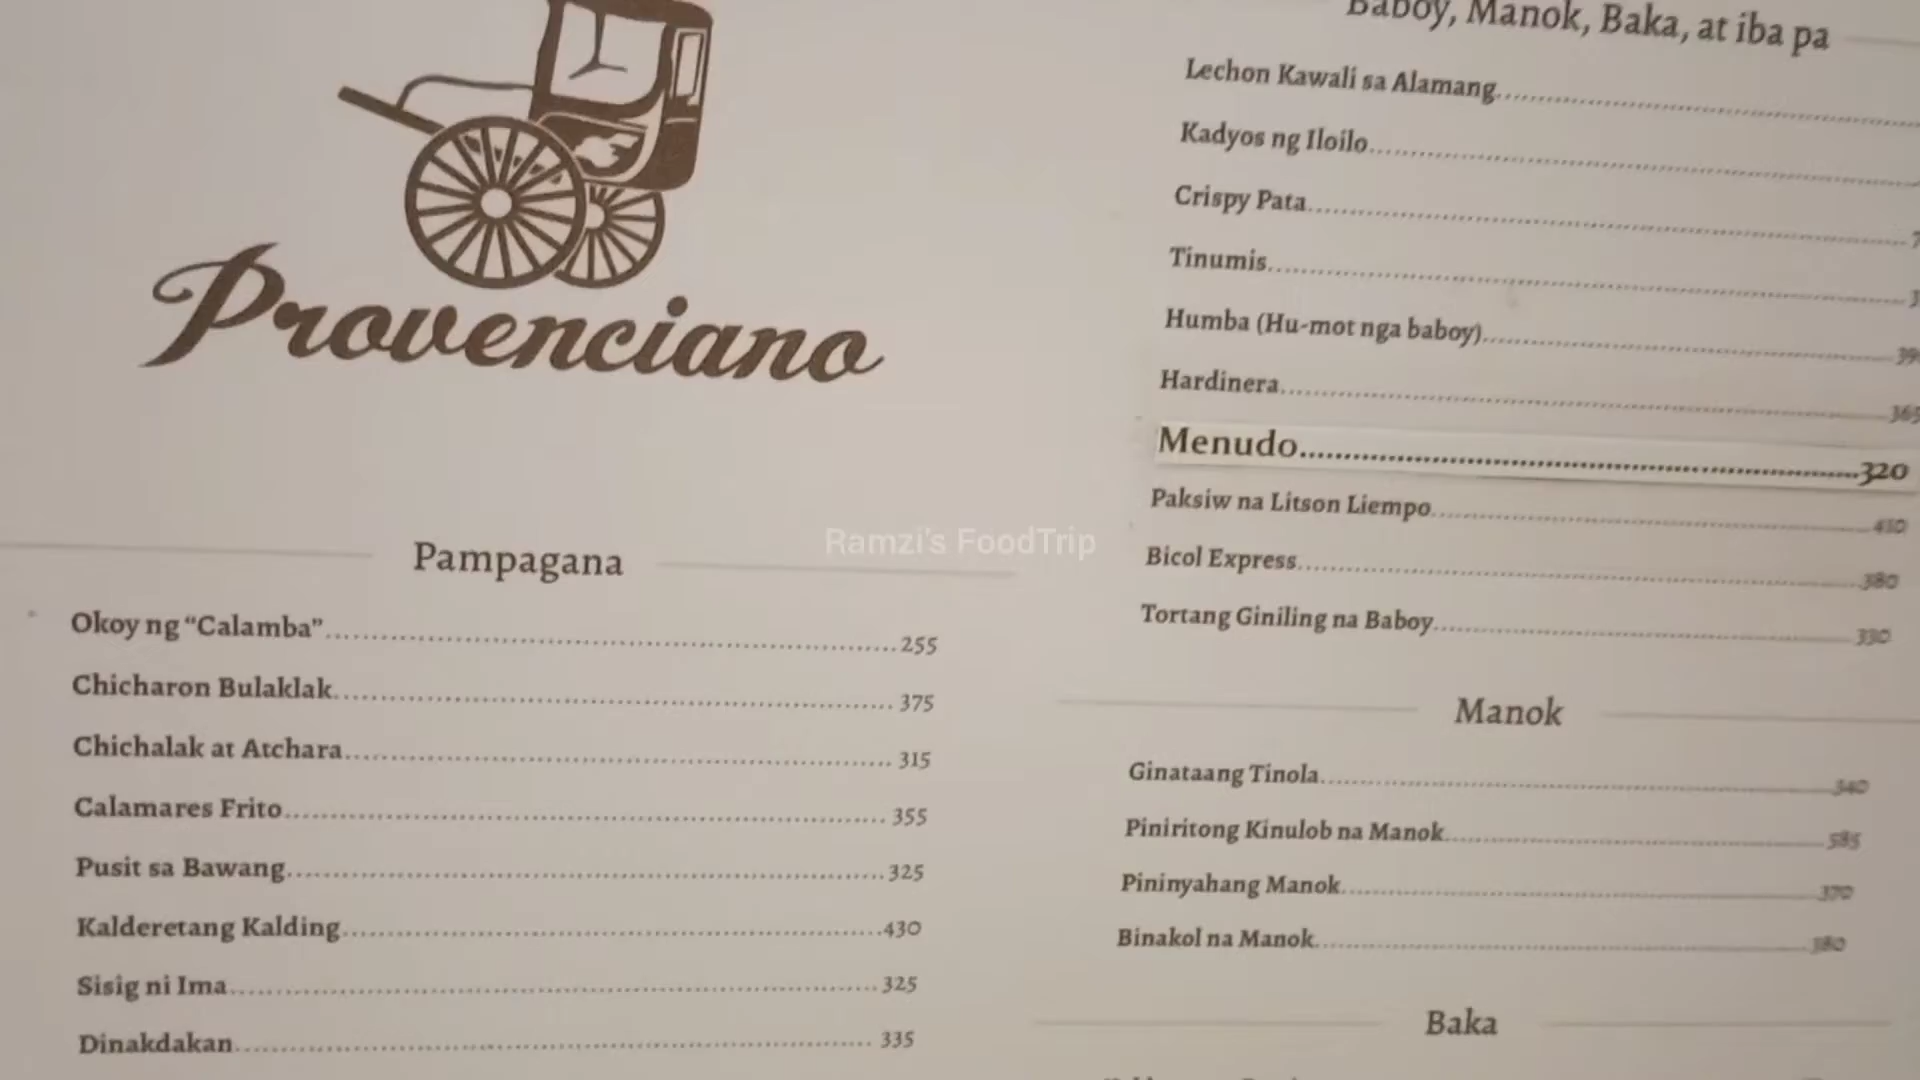 Provenciano
Pampagana
Okoy ng “Calamba” 255
Chicharon Bulaklak 375
Chichalak at Atchara 315
Calamares Frito 355
Pusit sa Bawang 325
Kalderetang Kalding 430
Sisig ni Ima 325
Dinakdakan 335
Baboy, Manok, Baka, at iba pa
Lechon Kawali sa Alamang
Kadyos ng Iloilo
Crispy Pata
Tinumis
Humba (Hu-mot nga baboy)
Hardinera 365
Menudo 320
Paksiw na Litson Liempo
Bicol Express 380
Tortang Giniling na Baboy 330
Manok
Ginataang Tinola
Piniritong Kinulob na Manok 585
Pininyahang Manok 370
Binakol na Manok 380
Baka
Ramzi's FoodTrip